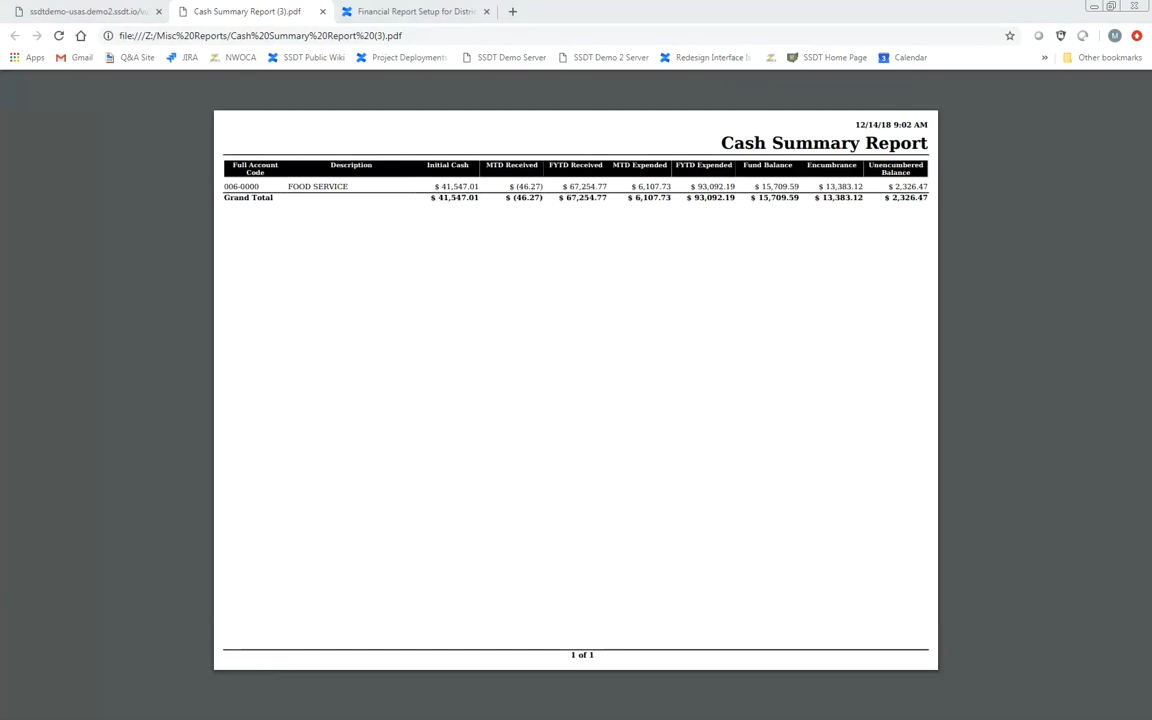 ssdtdemo-usas.demo2.ssdt.io/u
Cash Summary Report (3).pdf
Financial Report Setup for Distri
file:///Z:/Misc%20Reports/Cash%20Summary%20Report%20(3).pdf
M
Apps Gmail Q&A Site JIRA NWOCA SSDT Public Wiki Project Deployments SSDT Demo Server SSDT Demo 2 Server Redesign Interface SSDT Home Page 3 Calendar » Other bookmarks
12/14/18 9:02 AM
Cash Summary Report
Full Account Code Description Initial Cash MTD Received FYTD Received MTD Expended FYTD Expended Fund Balance Encumbrance Unencumbered Balance
006-0000 FOOD SERVICE $ 41,547.01 $ (46.27) $ 67,254.77 $ 6,107.73 $ 93,092.19 $ 15,709.59 $ 13,383.12 $ 2,326.47
Grand Total $ 41,547.01 $ (46.27) $ 67,254.77 $ 6,107.73 $ 93,092.19 $ 15,709.59 $ 13,383.12 $ 2,326.47
1 of 1